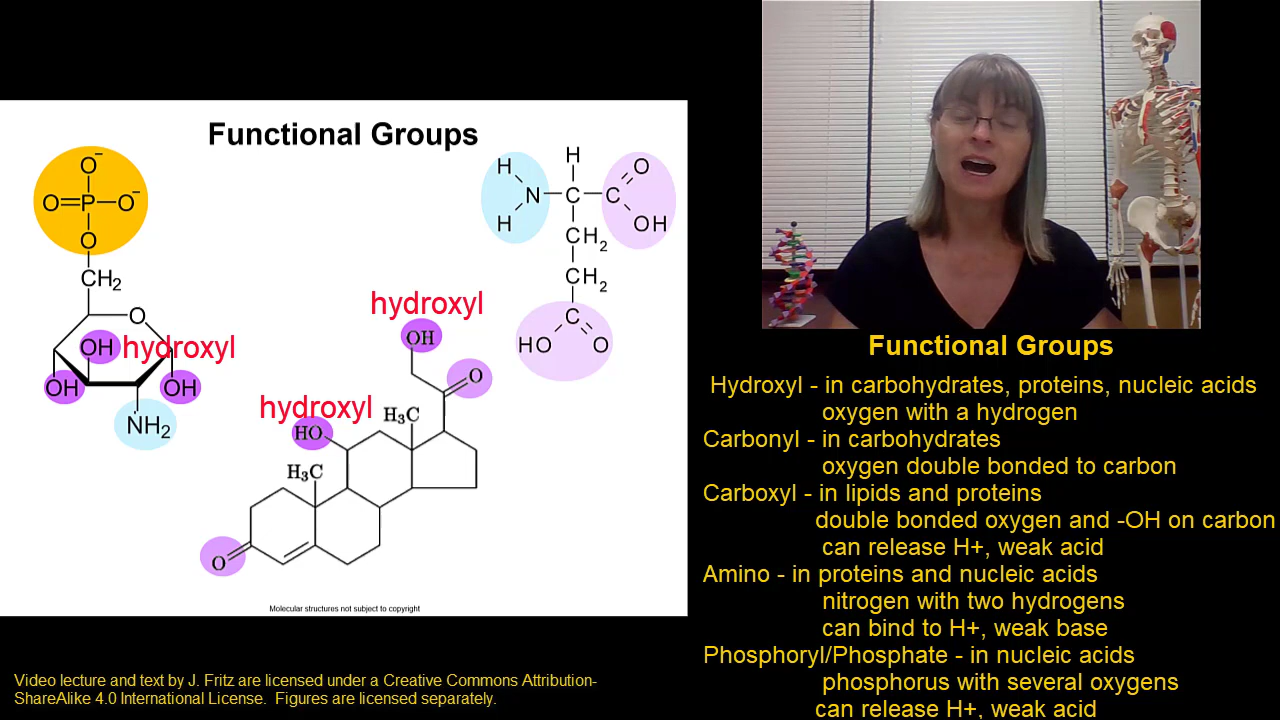 Functional Groups
O-
O=P-O-
O
CH2
O
OH hydroxyl
OH
OH
NH2
hydroxyl
OH
O
hydroxyl
HO
H3C
H3C
O
H
H
O
N
C
C
H
OH
CH2
CH2
C
HO
O
Molecular structures not subject to copyright
Video lecture and text by J. Fritz are licensed under a Creative Commons Attribution-
ShareAlike 4.0 International License. Figures are licensed separately.
Functional Groups
Hydroxyl - in carbohydrates, proteins, nucleic acids
oxygen with a hydrogen
Carbonyl - in carbohydrates
oxygen double bonded to carbon
Carboxyl - in lipids and proteins
double bonded oxygen and -OH on carbon
can release H+, weak acid
Amino - in proteins and nucleic acids
nitrogen with two hydrogens
can bind to H+, weak base
Phosphoryl/Phosphate - in nucleic acids
phosphorus with several oxygens
can release H+, weak acid